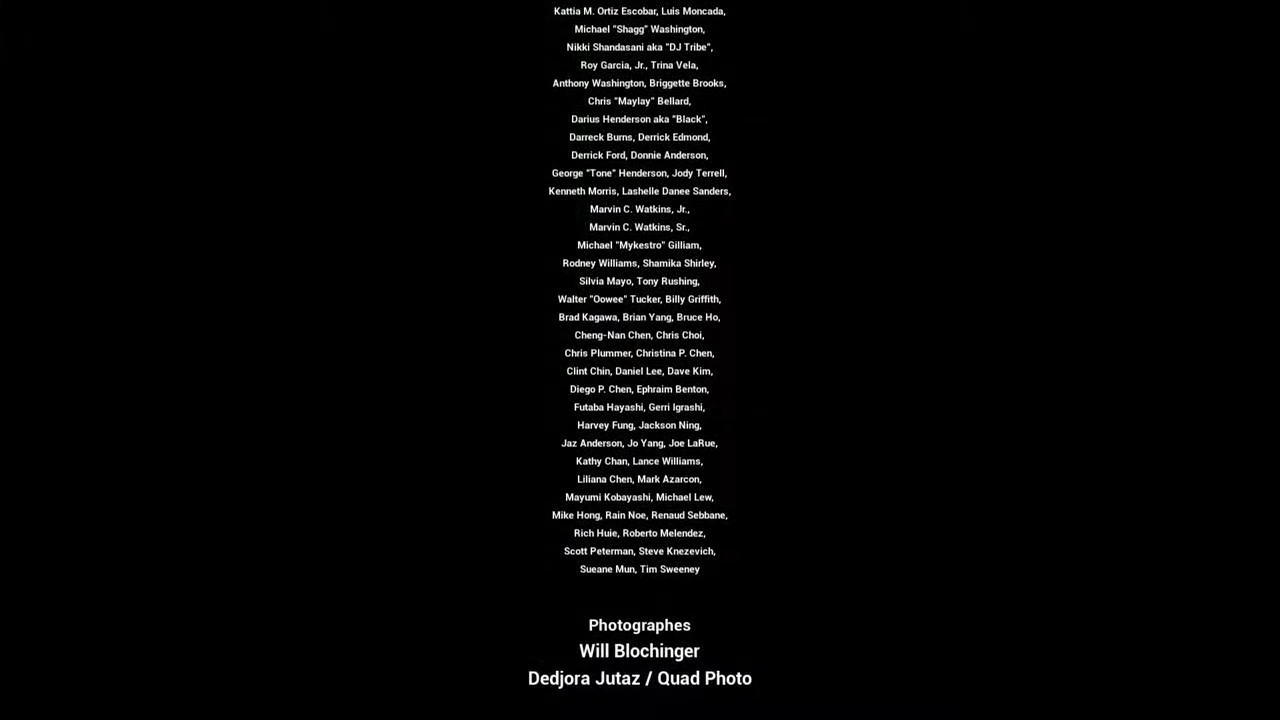 Kattia M. Ortiz Escobar, Luis Moncada,
Michael "Shagg" Washington,
Nikki Shandasani aka "DJ Tribe",
Roy Garcia, Jr., Trina Vela,
Anthony Washington, Briggette Brooks,
Chris "Maylay" Bellard,
Darius Henderson aka "Black",
Darreck Burns, Derrick Edmond,
Derrick Ford, Donnie Anderson,
George "Tone" Henderson, Jody Terrell,
Kenneth Morris, Lashelle Danee Sanders,
Marvin C. Watkins, Jr.,
Marvin C. Watkins, Sr.,
Michael "Mykestro" Gilliam,
Rodney Williams, Shamika Shirley,
Silvia Mayo, Tony Rushing,
Walter "Oowee" Tucker, Billy Griffith,
Brad Kagawa, Brian Yang, Bruce Ho,
Cheng-Nan Chen, Chris Choi,
Chris Plummer, Christina P. Chen,
Clint Chin, Daniel Lee, Dave Kim,
Diego P. Chen, Ephraim Benton,
Futaba Hayashi, Gerri Igrashi,
Harvey Fung, Jackson Ning,
Jaz Anderson, Jo Yang, Joe LaRue,
Kathy Chan, Lance Williams,
Liliana Chen, Mark Azarcon,
Mayumi Kobayashi, Michael Lew,
Mike Hong, Rain Noe, Renaud Sebbane,
Rich Huie, Roberto Melendez,
Scott Peterman, Steve Knezevich,
Sueane Mun, Tim Sweeney
Photographes
Will Blochinger
Dedjora Jutaz / Quad Photo